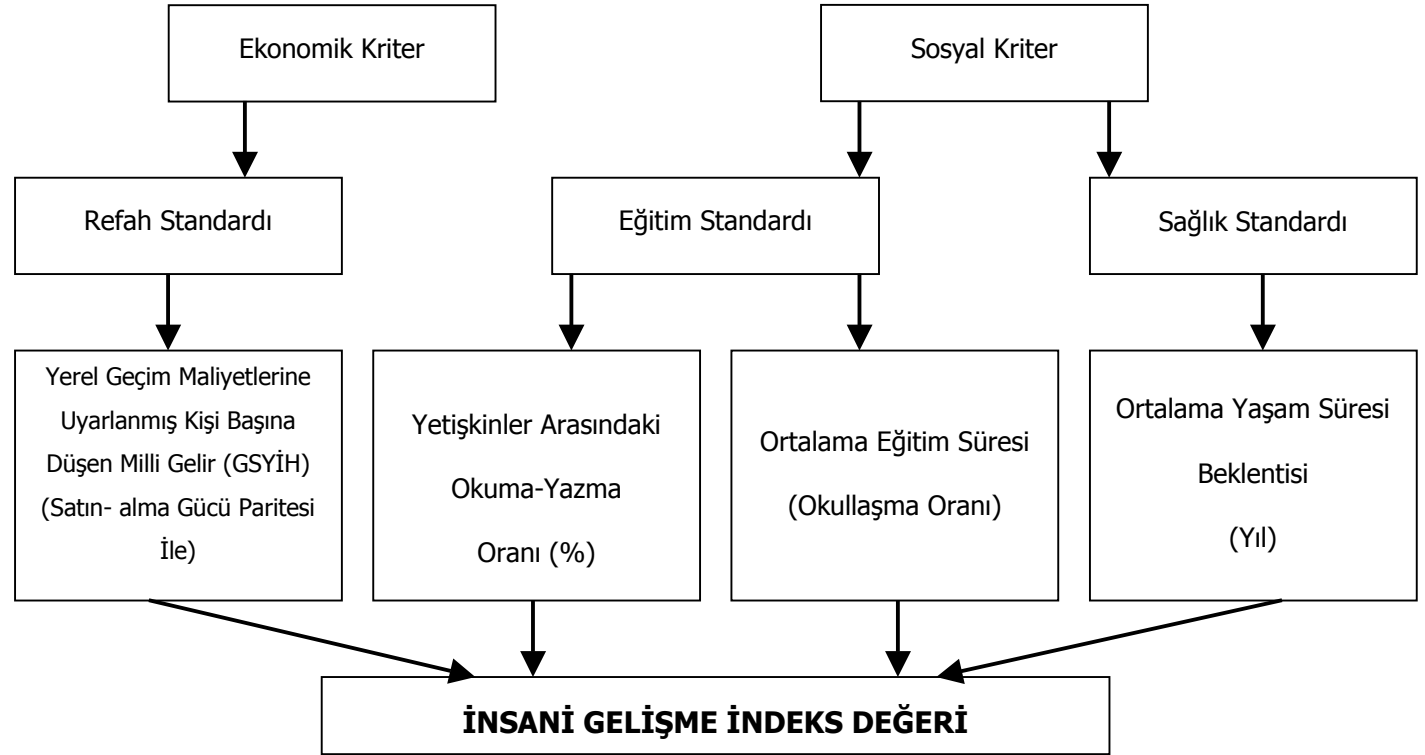 Ekonomik Kriter
Sosyal Kriter
Refah Standardı
Eğitim Standardı
Sağlık Standardı
Yerel Geçim Maliyetlerine
Uyarlanmış Kişi Başına
Düşen Milli Gelir (GSYİH)
(Satın- alma Gücü Paritesi
İle)
Yetişkinler Arasındaki
Okuma-Yazma
Oranı (%)
Ortalama Eğitim Süresi
(Okullaşma Oranı)
Ortalama Yaşam Süresi
Beklentisi
(Yıl)
İNSANİ GELİŞME İNDEKS DEĞERİ